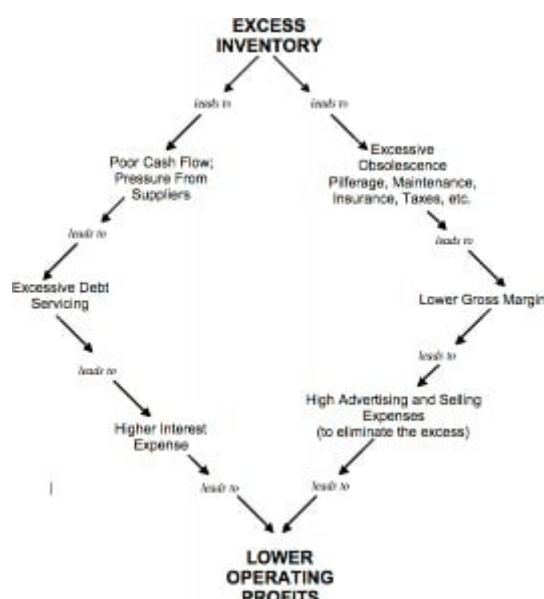 EXCESS
INVENTORY
leads to
leads to
Poor Cash Flow;
Pressure From
Suppliers
Excessive
Obsolescence
Pilferage, Maintenance,
Insurance, Taxes, etc.
leads to
leads to
Excessive Debt
Servicing
Lower Gross Margin
leads to
leads to
Higher Interest
Expense
High Advertising and Selling
Expenses
(to eliminate the excess)
leads to
leads to
LOWER
OPERATING
PROFITS